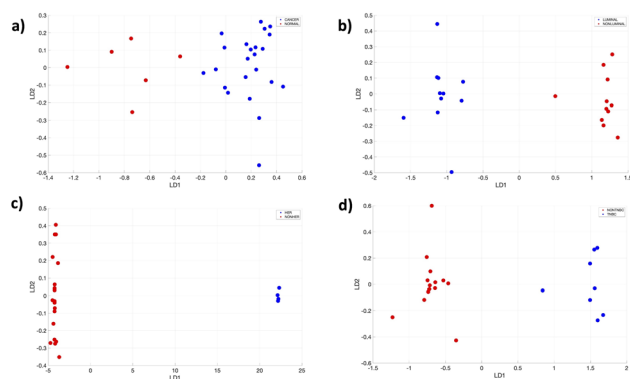 a)
CANCER
NORMAL
0.3
0.2
0.1
0
-0.1
-0.2
-0.3
-0.4
-0.5
-0.6
LD2
-1.4 -1.2 -1 -0.8 -0.6 -0.4 -0.2 0 0.2 0.4 0.6
LD1
b)
LUMINAL
NONLUMINAL
0.5
0.4
0.3
0.2
0.1
0
-0.1
-0.2
-0.3
-0.4
-0.5
LD2
-2 -1.5 -1 -0.5 0 0.5 1 1.5
LD1
c)
HER
NONHER
0.5
0.4
0.3
0.2
0.1
0
-0.1
-0.2
-0.3
-0.4
LD2
-5 0 5 10 15 20 25
LD1
d)
NONTNBC
TNBC
0.6
0.4
0.2
0
-0.2
-0.4
-0.6
LD2
-1.5 -1 -0.5 0 0.5 1 1.5 2
LD1